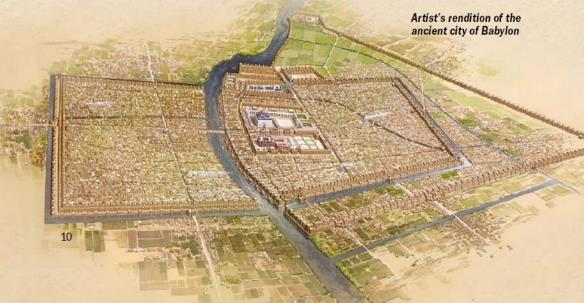 Artist's rendition of the
ancient city of Babylon
10